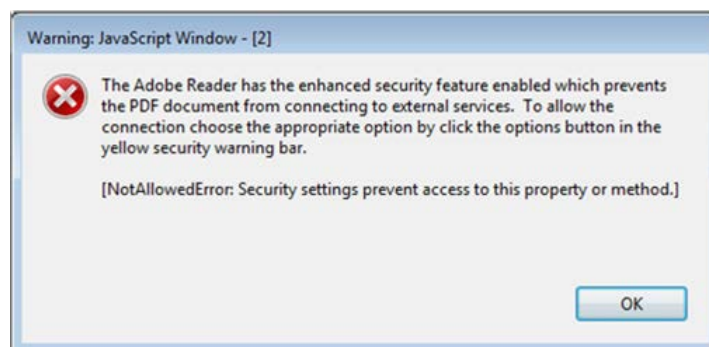 Warning: JavaScript Window - [2]
The Adobe Reader has the enhanced security feature enabled which prevents
the PDF document from connecting to external services.  To allow the
connection choose the appropriate option by click the options button in the
yellow security warning bar.
[NotAllowedError: Security settings prevent access to this property or method.]
OK